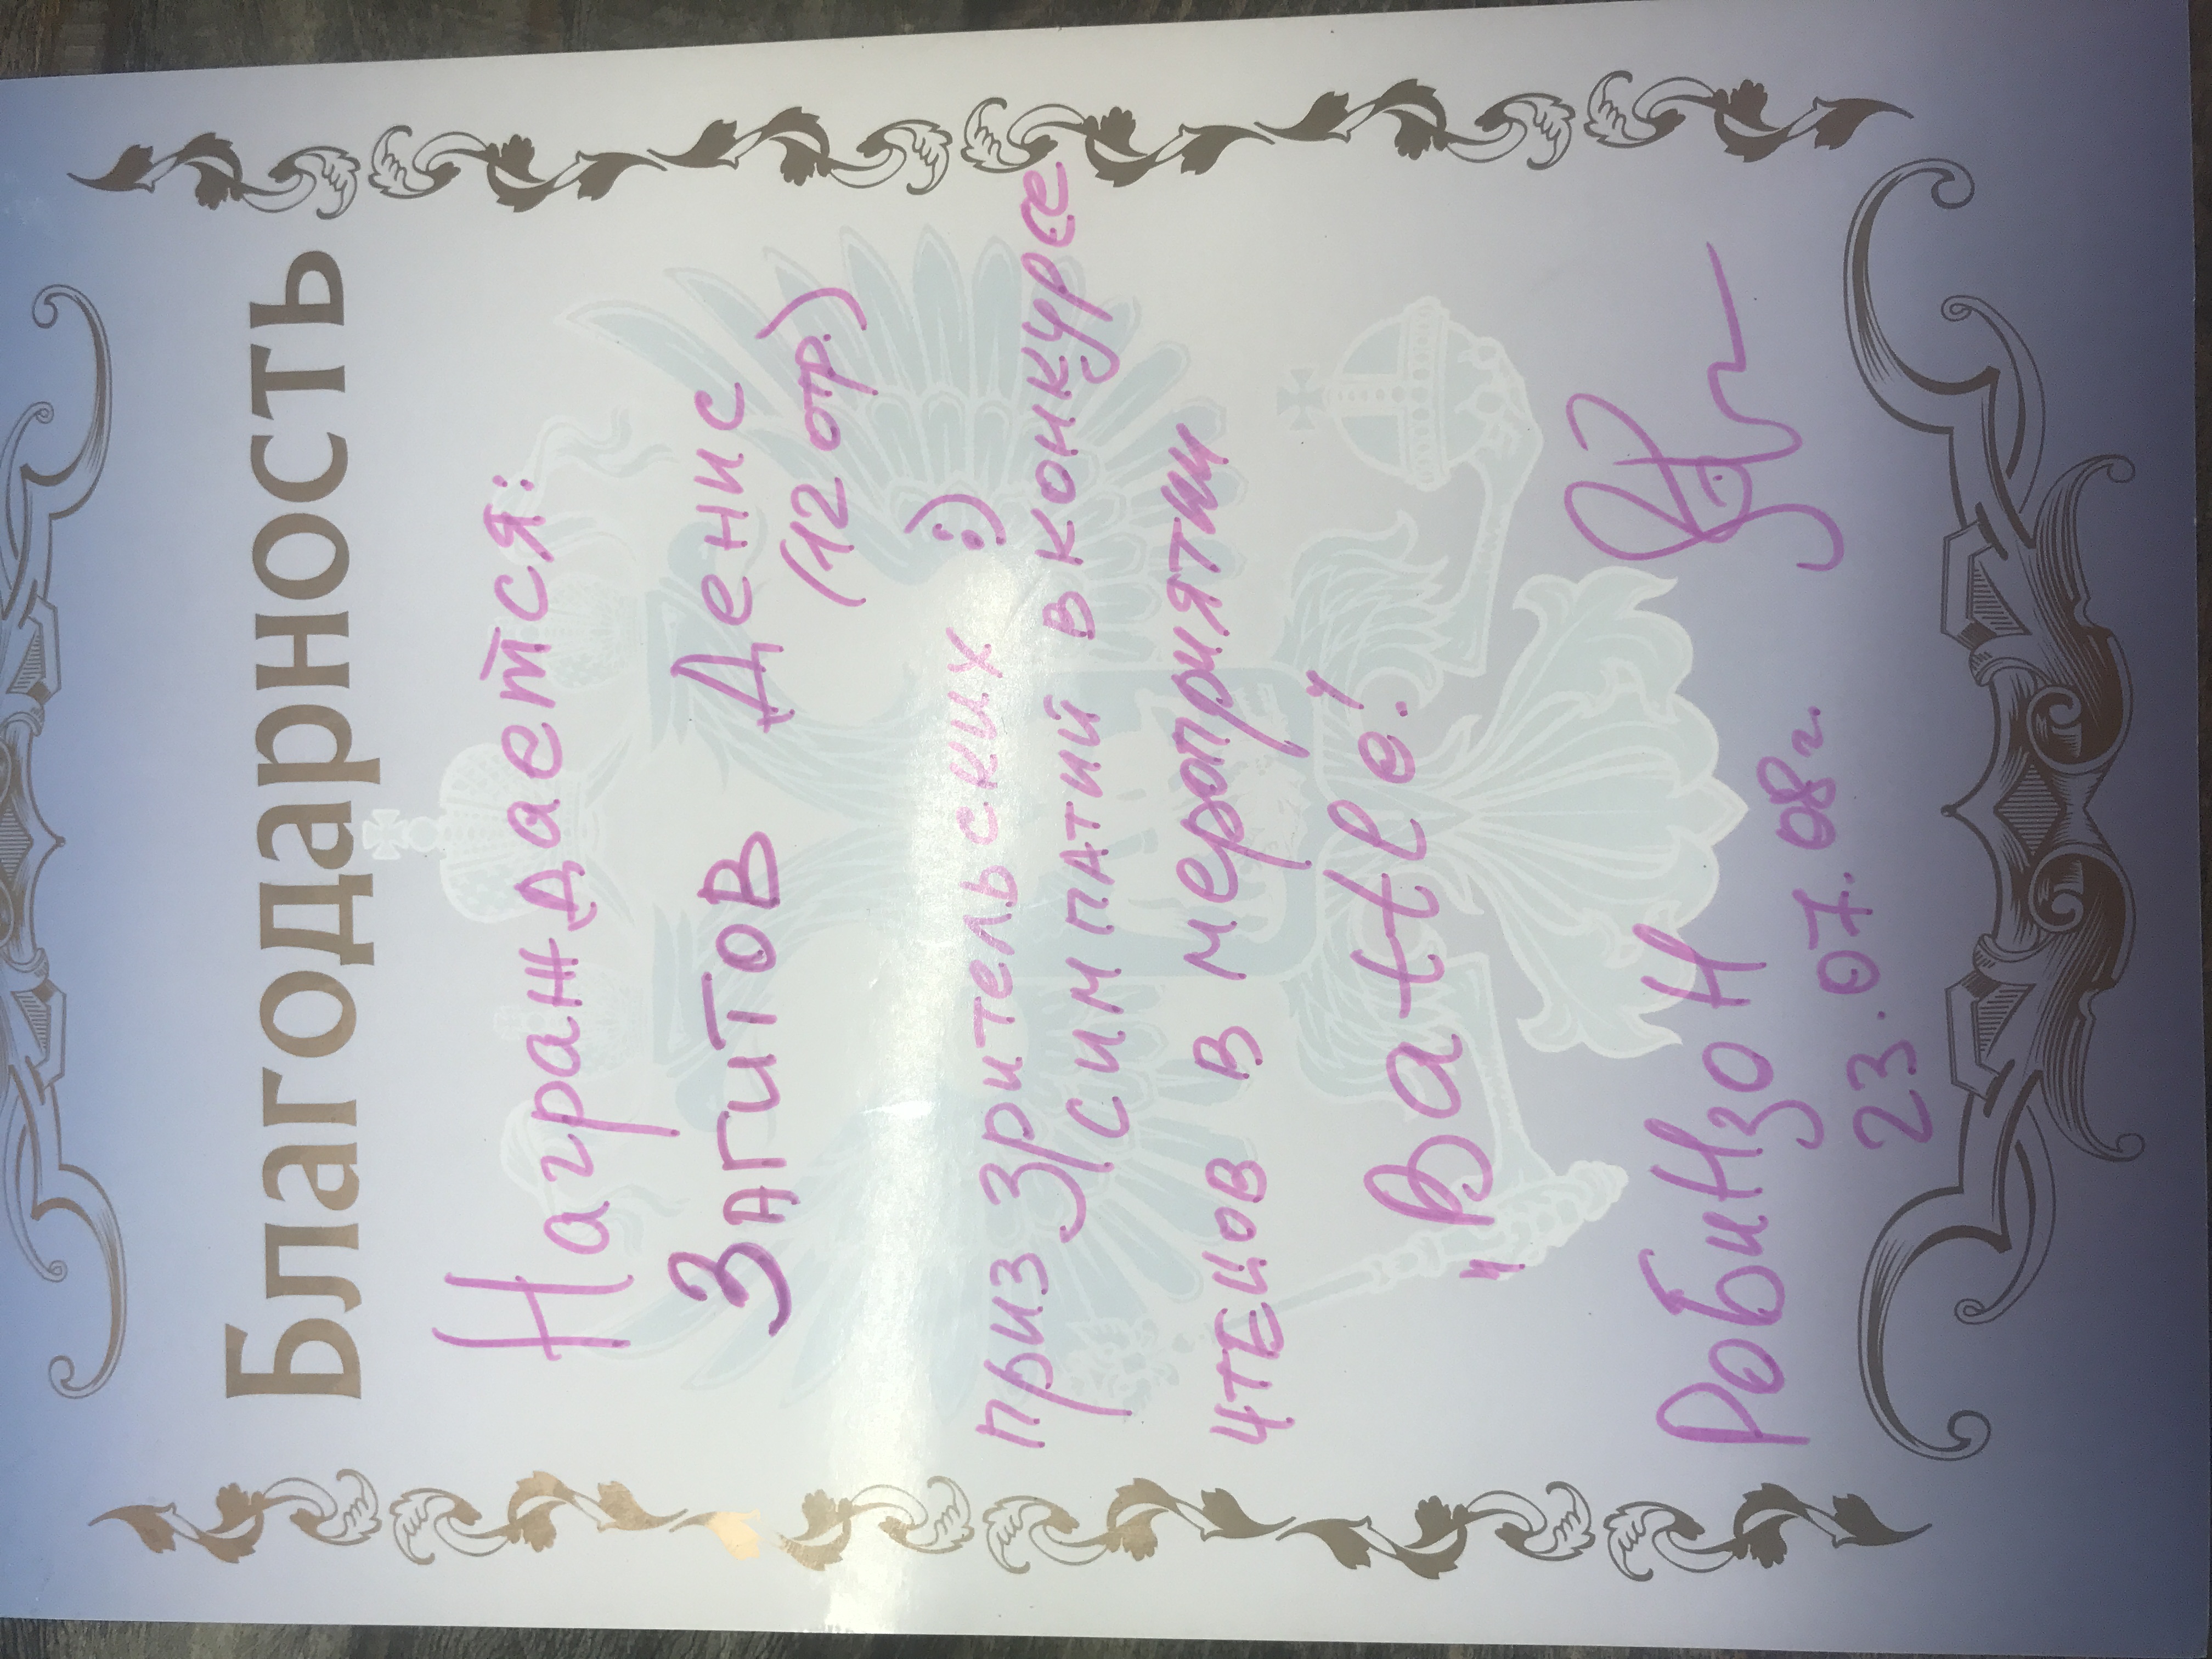 Благодарность
Награждается:
Загитов Денис
(12 отр.)
приз зрительских :)
симпатий в конкурсе
чтецов в мероприятии
„Battle!"
Робинзон
23.07.08г.